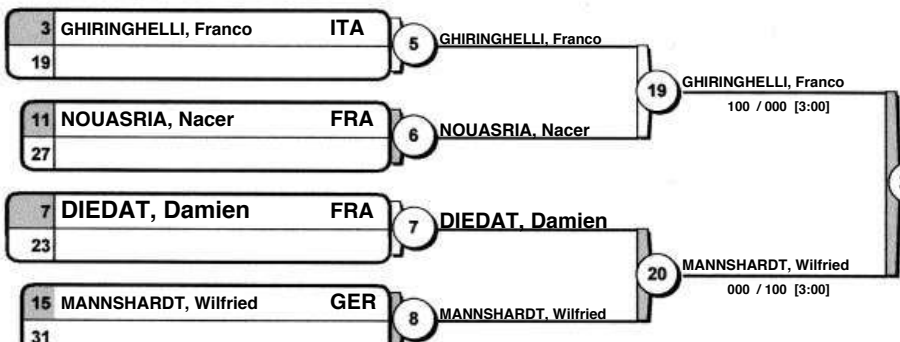 3 GHIRINGHELLI, Franco ITA
19
5 GHIRINGHELLI, Franco
11 NOUASRIA, Nacer FRA
27
6 NOUASRIA, Nacer
19 GHIRINGHELLI, Franco
100 / 000 [3:00]
7 DIEDAT, Damien FRA
23
7 DIEDAT, Damien
15 MANNSHARDT, Wilfried GER
31
8 MANNSHARDT, Wilfried
20 MANNSHARDT, Wilfried
000 / 100 [3:00]